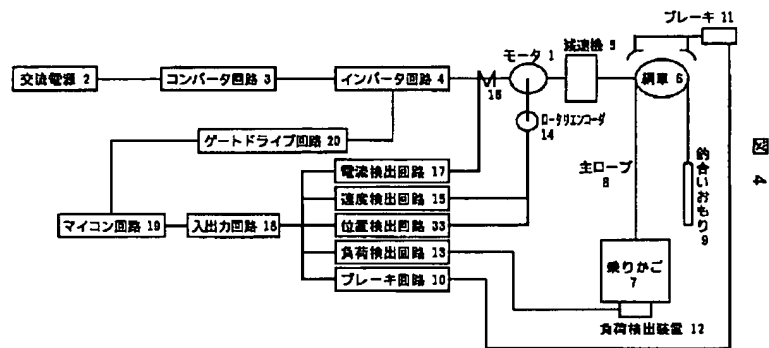 ブレーキ 11
減速機 5
モータ 1
交流電源 2
コンバータ回路 3
インバータ回路 4
16
綱車 6
ロータリエンコーダ
14
ゲートドライブ回路 20
電流検出回路 17
主ロープ
8
釣合いおもり 9
図 4
速度検出回路 15
マイコン回路 19
入出力回路 18
位置検出回路 33
負荷検出回路 13
乗りかご
7
ブレーキ回路 10
負荷検出装置 12